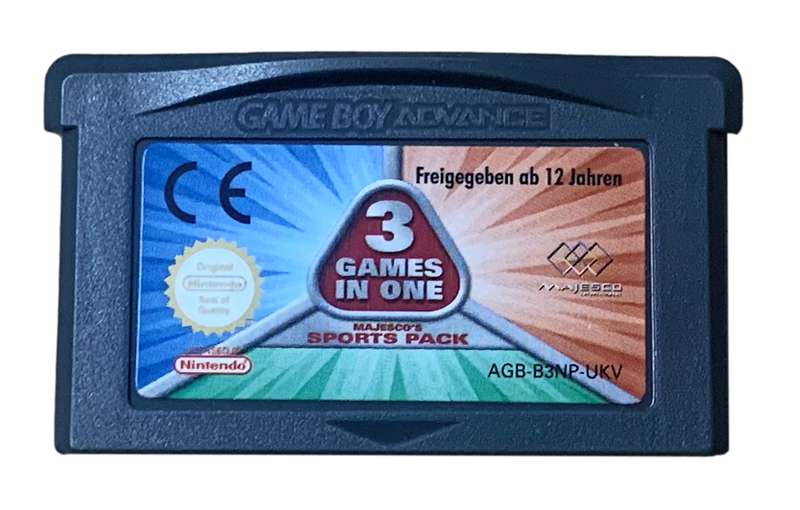 GAME BOY ADVANCE
CE
Freigegeben ab 12 Jahren
3
GAMES
IN ONE
Original
Nintendo
Seal of
Quality
MAJESCO
MAJESCO'S
SPORTS PACK
Nintendo
AGB-B3NP-UKV